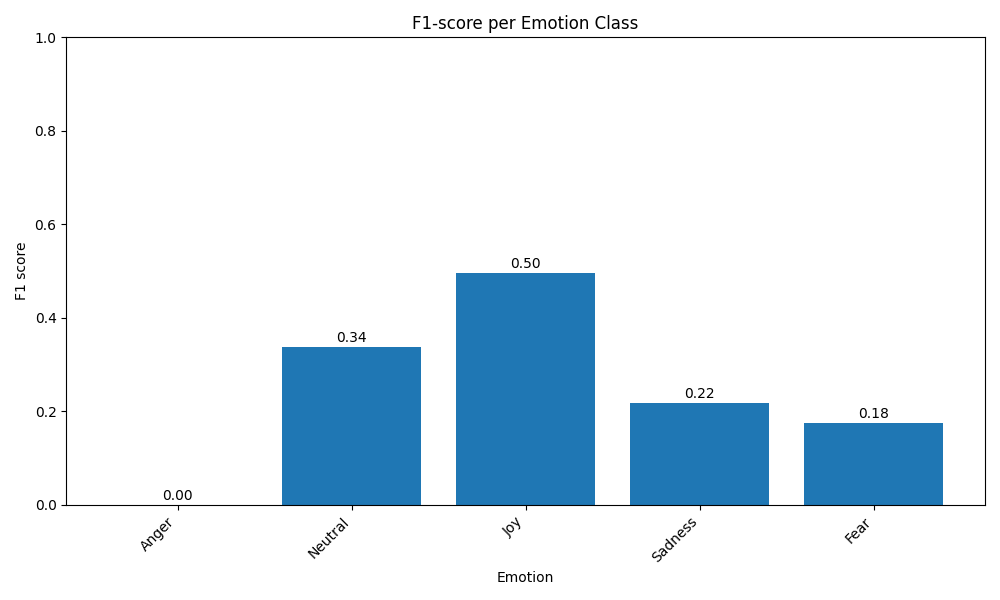 F1-score per Emotion Class
1.0
0.8
0.6
0.4
0.2
0.0
F1 score
0.00
0.34
0.50
0.22
0.18
Anger
Neutral
Joy
Sadness
Fear
Emotion